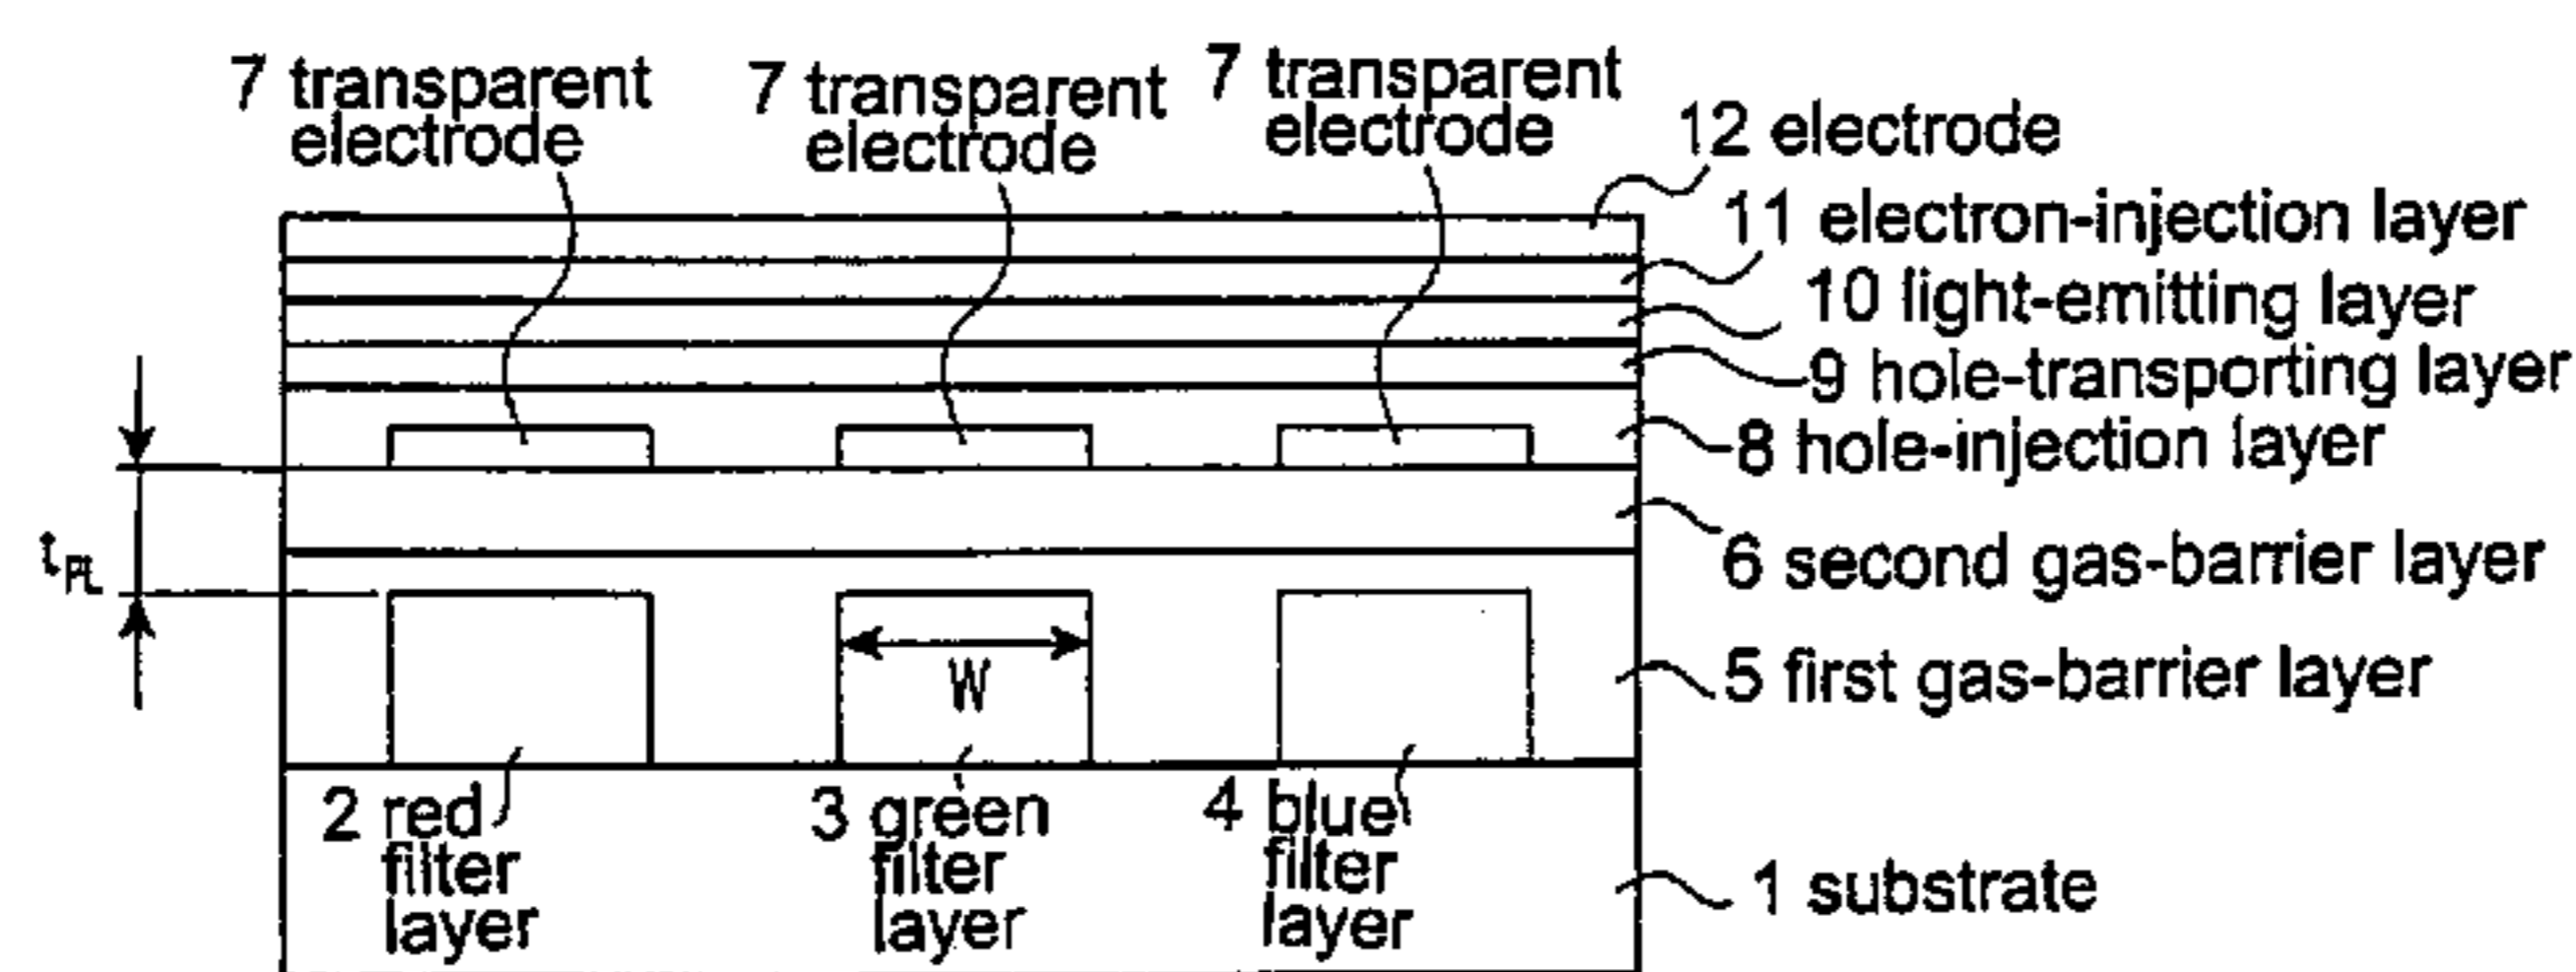 7 transparent
electrode
7 transparent
electrode
7 transparent
electrode
12 electrode
11 electron-injection layer
10 light-emitting layer
9 hole-transporting layer
8 hole-injection layer
6 second gas-barrier layer
5 first gas-barrier layer
1 substrate
tPL
W
2 red
filter
layer
3 green
filter
layer
4 blue
filter
layer